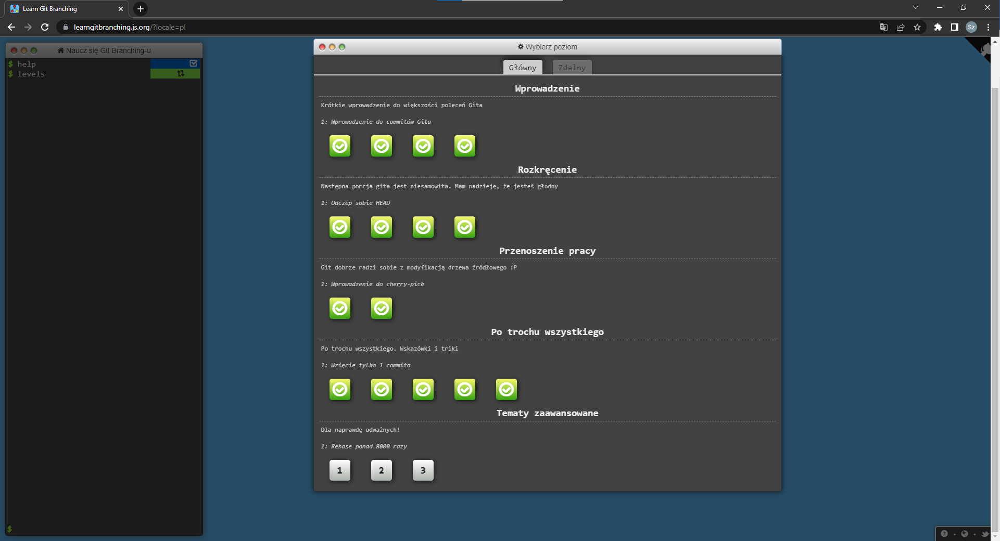 Learn Git Branching
learngitbranching.js.org/?locale=pl
Sz
Naucz się Git Branching-u
$ help
$ levels
$
Wybierz poziom
Główny
Zdalny
Wprowadzenie
Krótkie wprowadzenie do większości poleceń Gita
1: Wprowadzenie do commitów Gita
Rozkręcenie
Następna porcja gita jest niesamowita. Mam nadzieję, że jesteś głodny
1: Odczep sobie HEAD
Przenoszenie pracy
Git dobrze radzi sobie z modyfikacją drzewa źródłowego :P
1: Wprowadzenie do cherry-pick
Po trochu wszystkiego
Po trochu wszystkiego. Wskazówki i triki
1: Wzięcie tylko 1 commita
Tematy zaawansowane
Dla naprawdę odważnych!
1: Rebase ponad 8000 razy
1 2 3